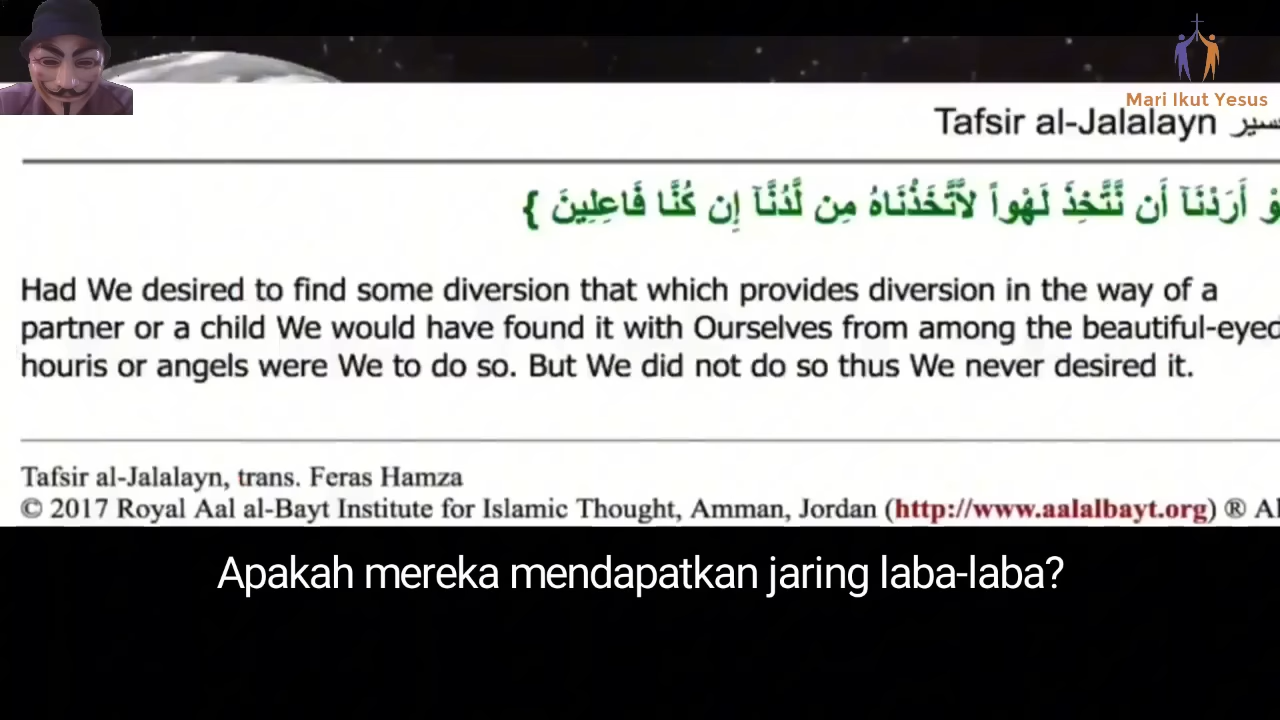 Mari Ikut Yesus
Tafsir al-Jalalayn
أَرَدْنَآ أَن نَّتَّخِذَ لَهْواً لاَّتَّخَذْنَاهُ مِن لَّدُنَّآ إِن كُنَّا فَاعِلِينَ }
Had We desired to find some diversion that which provides diversion in the way of a
partner or a child We would have found it with Ourselves from among the beautiful-eyed
houris or angels were We to do so. But We did not do so thus We never desired it.
Tafsir al-Jalalayn, trans. Feras Hamza
© 2017 Royal Aal al-Bayt Institute for Islamic Thought, Amman, Jordan (http://www.aalalbayt.org) ®
Apakah mereka mendapatkan jaring laba-laba?